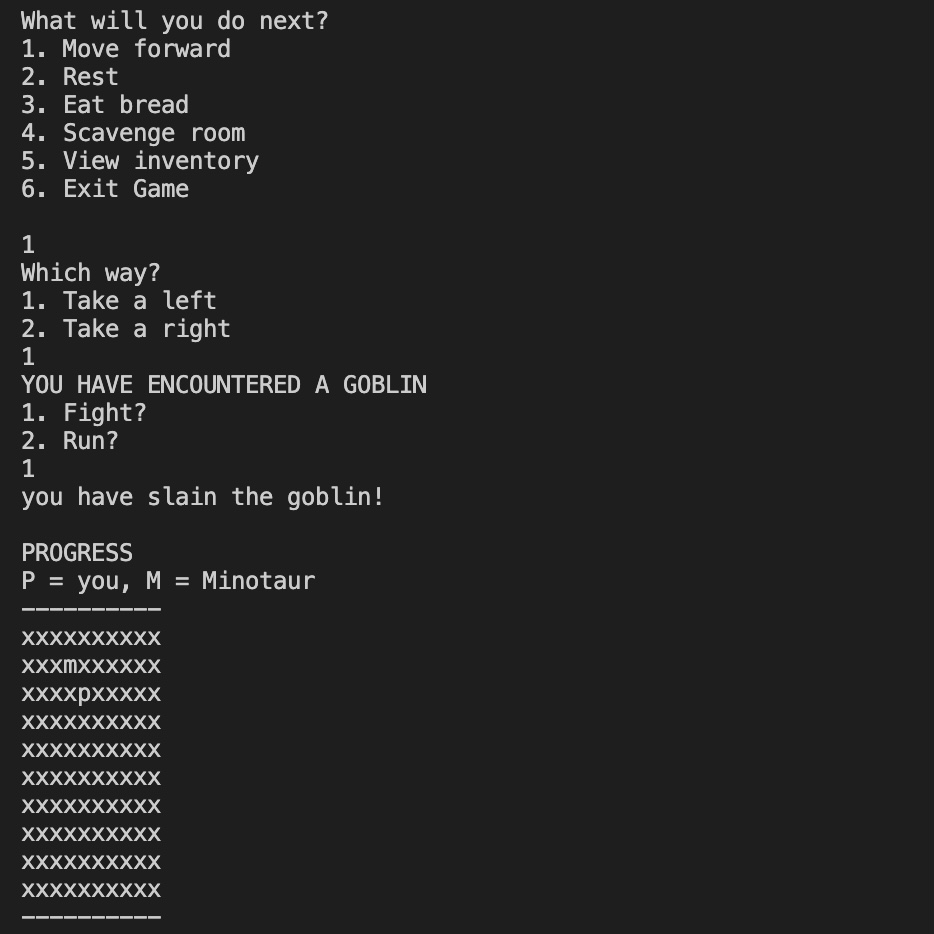 What will you do next?
1. Move forward
2. Rest
3. Eat bread
4. Scavenge room
5. View inventory
6. Exit Game
1
Which way?
1. Take a left
2. Take a right
1
YOU HAVE ENCOUNTERED A GOBLIN
1. Fight?
2. Run?
1
you have slain the goblin!
PROGRESS
P = you, M = Minotaur
----------
xxxxxxxxxx
xxxmxxxxxx
xxxxpxxxxx
xxxxxxxxxx
xxxxxxxxxx
xxxxxxxxxx
xxxxxxxxxx
xxxxxxxxxx
xxxxxxxxxx
xxxxxxxxxx
----------